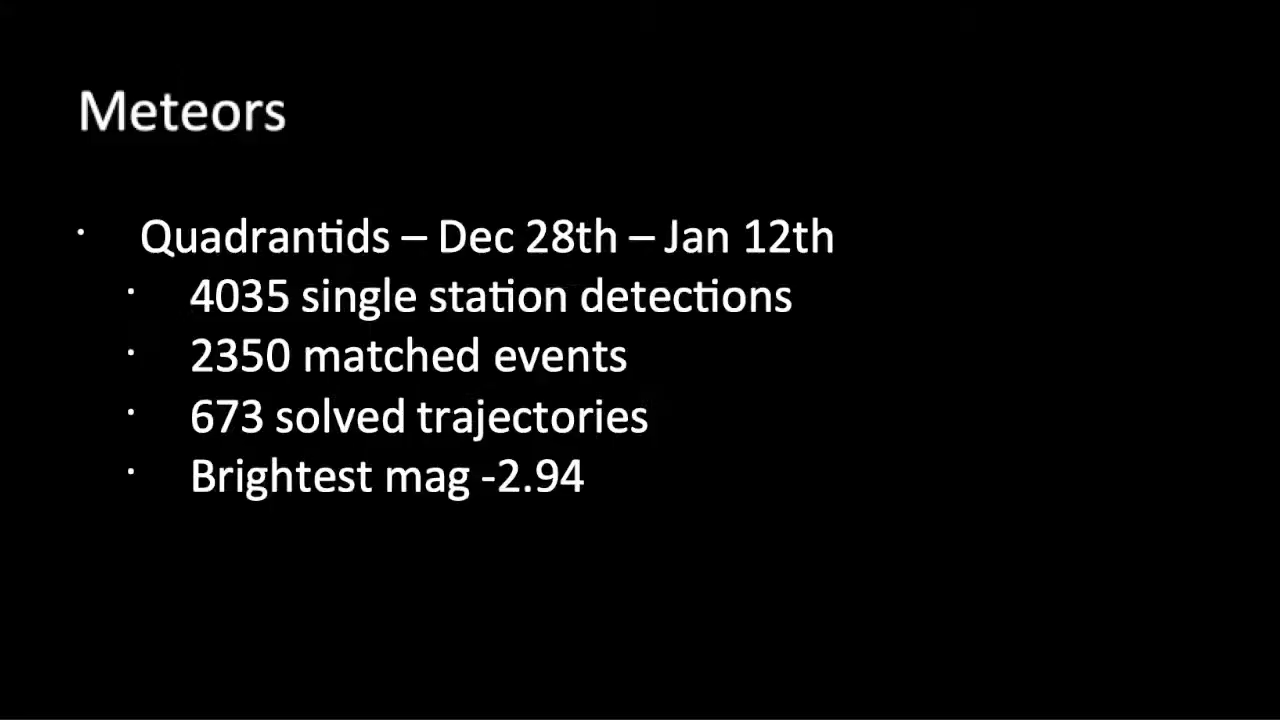 Meteors
· Quadrantids – Dec 28th – Jan 12th
· 4035 single station detections
· 2350 matched events
· 673 solved trajectories
· Brightest mag -2.94